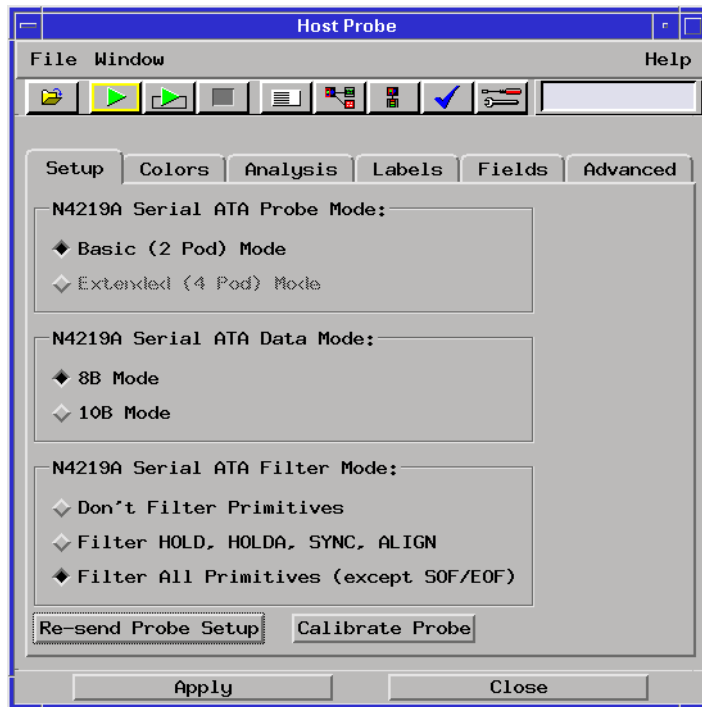 Host Probe
File Window Help
Setup Colors Analysis Labels Fields Advanced
N4219A Serial ATA Probe Mode:
Basic (2 Pod) Mode
Extended (4 Pod) Mode
N4219A Serial ATA Data Mode:
8B Mode
10B Mode
N4219A Serial ATA Filter Mode:
Don't Filter Primitives
Filter HOLD, HOLDA, SYNC, ALIGN
Filter All Primitives (except SOF/EOF)
Re-send Probe Setup Calibrate Probe
Apply Close